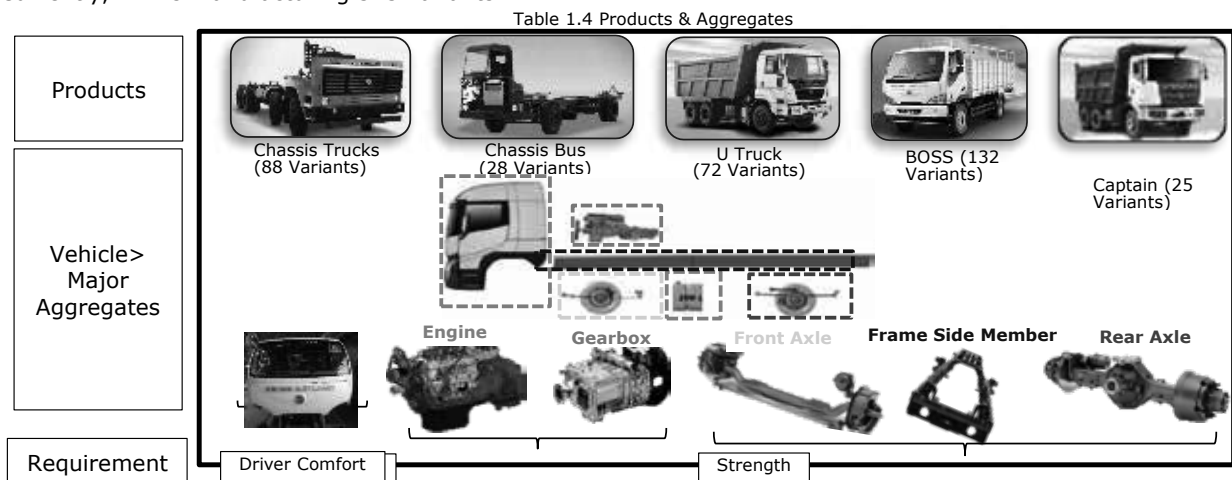 Table 1.4 Products & Aggregates
Products
Chassis Trucks
(88 Variants)
Chassis Bus
(28 Variants)
U Truck
(72 Variants)
BOSS (132
Variants)
Captain (25
Variants)
Vehicle>
Major
Aggregates
Engine
Gearbox
Front Axle
Frame Side Member
Rear Axle
Requirement
Driver Comfort
Strength